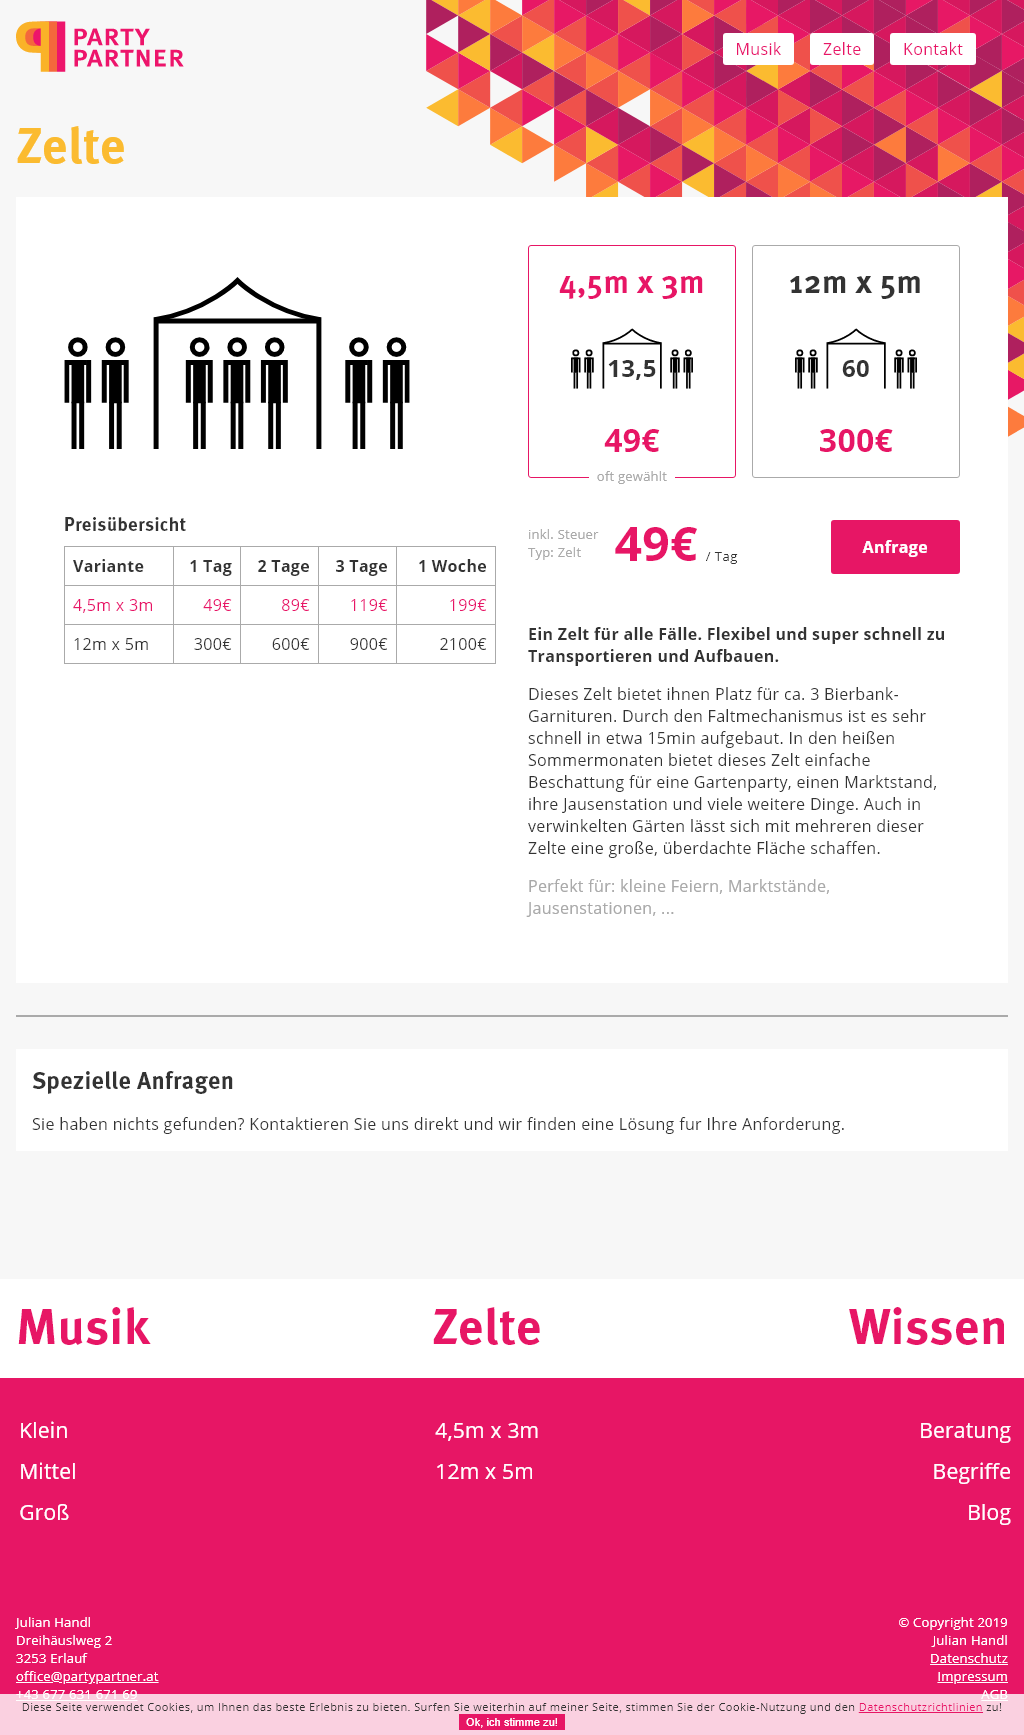 PARTY
PARTNER
Musik
Zelte
Kontakt
Zelte
4,5m x 3m
13,5
49€
oft gewählt
12m x 5m
60
300€
Preisübersicht
Variante 1 Tag 2 Tage 3 Tage 1 Woche
4,5m x 3m 49€ 89€ 119€ 199€
12m x 5m 300€ 600€ 900€ 2100€
inkl. Steuer
Typ: Zelt
49€ / Tag
Anfrage
Ein Zelt für alle Fälle. Flexibel und super schnell zu
Transportieren und Aufbauen.
Dieses Zelt bietet ihnen Platz für ca. 3 Bierbank-
Garnituren. Durch den Faltmechanismus ist es sehr
schnell in etwa 15min aufgebaut. In den heißen
Sommermonaten bietet dieses Zelt einfache
Beschattung für eine Gartenparty, einen Marktstand,
ihre Jausenstation und viele weitere Dinge. Auch in
verwinkelten Gärten lässt sich mit mehreren dieser
Zelte eine große, überdachte Fläche schaffen.
Perfekt für: kleine Feiern, Marktstände,
Jausenstationen, ...
Spezielle Anfragen
Sie haben nichts gefunden? Kontaktieren Sie uns direkt und wir finden eine Lösung fur Ihre Anforderung.
Musik
Zelte
Wissen
Klein
Mittel
Groß
4,5m x 3m
12m x 5m
Beratung
Begriffe
Blog
Julian Handl
Dreihäuslweg 2
3253 Erlauf
office@partypartner.at
+43 677 631 671 69
© Copyright 2019
Julian Handl
Datenschutz
Impressum
AGB
Diese Seite verwendet Cookies, um Ihnen das beste Erlebnis zu bieten. Surfen Sie weiterhin auf meiner Seite, stimmen Sie der Cookie-Nutzung und den Datenschutzrichtlinien zu!
Ok, ich stimme zu!